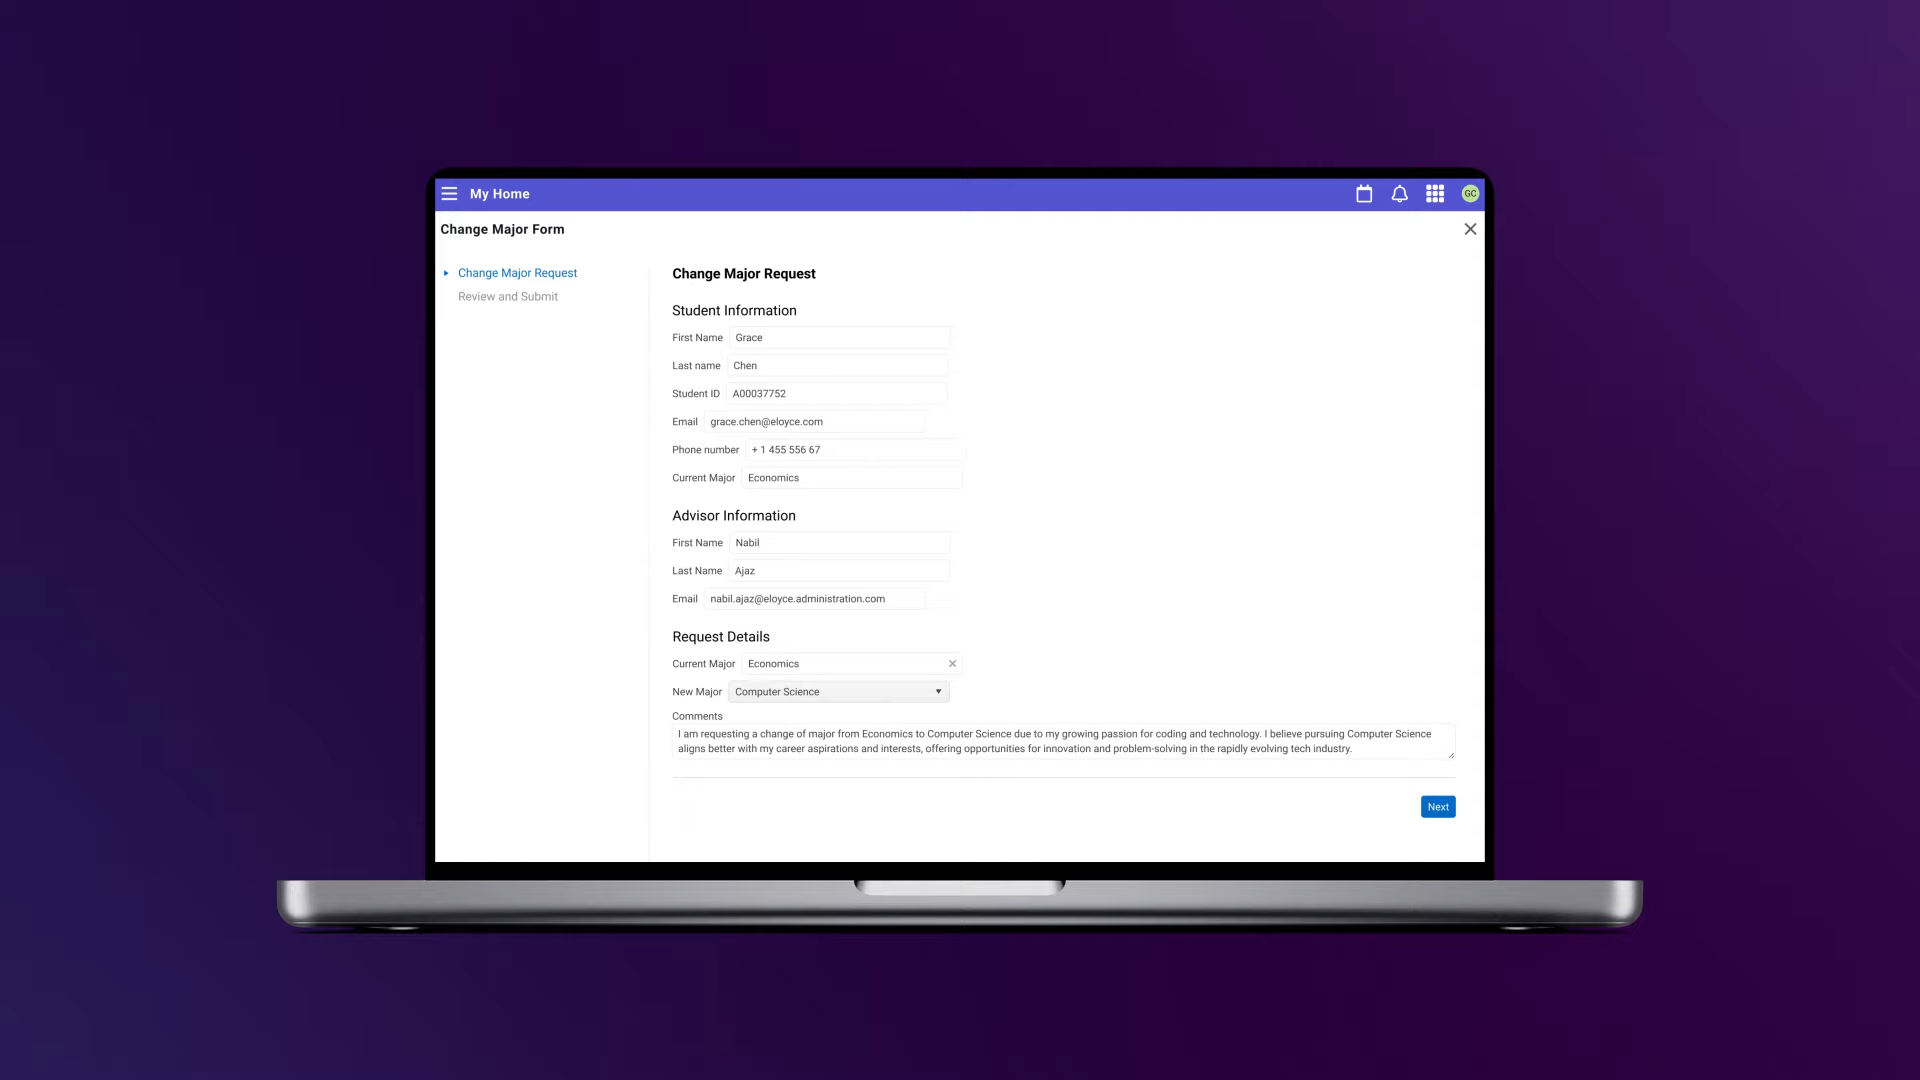 My Home
GC
Change Major Form
Change Major Request
Review and Submit
Change Major Request
Student Information
First Name Grace
Last name Chen
Student ID A00037752
Email grace.chen@eloyce.com
Phone number + 1 455 556 67
Current Major Economics
Advisor Information
First Name Nabil
Last Name Ajaz
Email nabil.ajaz@eloyce.administration.com
Request Details
Current Major Economics
New Major Computer Science
Comments
I am requesting a change of major from Economics to Computer Science due to my growing passion for coding and technology. I believe pursuing Computer Science
aligns better with my career aspirations and interests, offering opportunities for innovation and problem-solving in the rapidly evolving tech industry.
Next